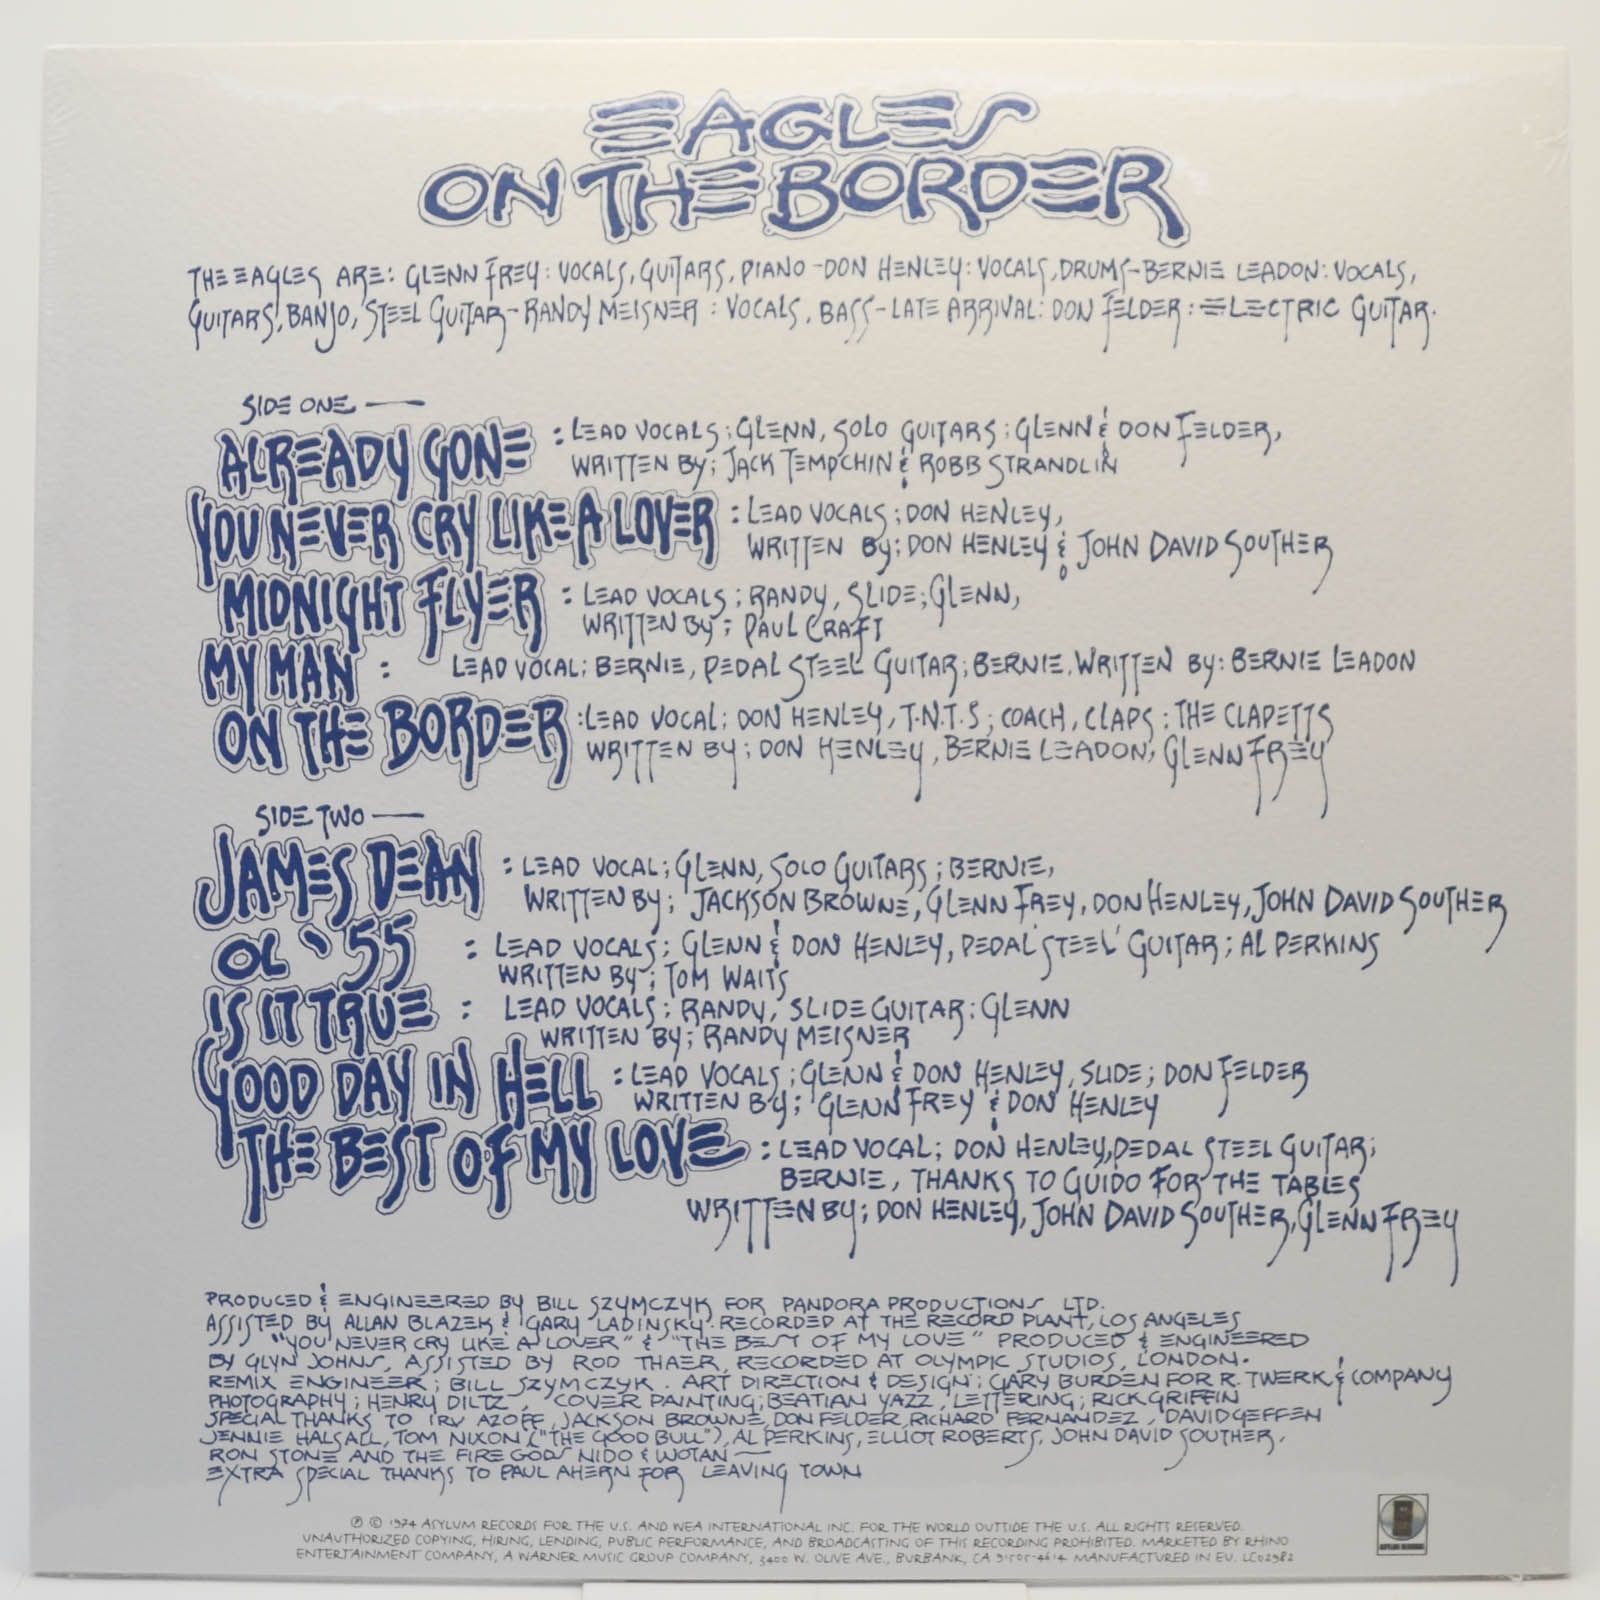 EAGLES
ON THE BORDER
THE EAGLES ARE: GLENN FREY: VOCALS, GUITARS, PIANO - DON HENLEY: VOCALS, DRUMS - BERNIE LEADON: VOCALS,
GUITARS, BANJO, STEEL GUITAR - RANDY MEISNER: VOCALS, BASS - LATE ARRIVAL: DON FELDER: ELECTRIC GUITAR.
SIDE ONE —
ALREADY GONE : LEAD VOCALS; GLENN, SOLO GUITARS; GLENN & DON FELDER,
WRITTEN BY; JACK TEMPCHIN & ROBB STRANDLIN
YOU NEVER CRY LIKE A LOVER : LEAD VOCALS; DON HENLEY,
WRITTEN BY; DON HENLEY & JOHN DAVID SOUTHER
MIDNIGHT FLYER : LEAD VOCALS; RANDY, SLIDE; GLENN,
WRITTEN BY; PAUL CRAFT
MY MAN : LEAD VOCAL; BERNIE, PEDAL STEEL GUITAR; BERNIE, WRITTEN BY: BERNIE LEADON
ON THE BORDER : LEAD VOCAL; DON HENLEY, T.N.T.S; COACH, CLAPS: THE CLAPETTS
WRITTEN BY; DON HENLEY, BERNIE LEADON, GLENN FREY
SIDE TWO —
JAMES DEAN : LEAD VOCAL; GLENN, SOLO GUITARS; BERNIE,
WRITTEN BY; JACKSON BROWNE, GLENN FREY, DON HENLEY, JOHN DAVID SOUTHER
OL '55 : LEAD VOCALS; GLENN & DON HENLEY, PEDAL STEEL GUITAR; AL PERKINS
WRITTEN BY; TOM WAITS
IS IT TRUE : LEAD VOCALS; RANDY, SLIDE GUITAR: GLENN
WRITTEN BY; RANDY MEISNER
GOOD DAY IN HELL : LEAD VOCALS; GLENN & DON HENLEY, SLIDE; DON FELDER
WRITTEN BY; GLENN FREY & DON HENLEY
THE BEST OF MY LOVE : LEAD VOCAL; DON HENLEY, PEDAL STEEL GUITAR;
BERNIE, THANKS TO GUIDO FOR THE TABLES
WRITTEN BY; DON HENLEY, JOHN DAVID SOUTHER, GLENN FREY
PRODUCED & ENGINEERED BY BILL SZYMCZYK FOR PANDORA PRODUCTIONS LTD.
ASSISTED BY ALLAN BLAZEK & GARY LADINSKY. RECORDED AT THE RECORD PLANT, LOS ANGELES
"YOU NEVER CRY LIKE A LOVER" & "THE BEST OF MY LOVE" PRODUCED & ENGINEERED
BY GLYN JOHNS, ASSISTED BY ROD THAER, RECORDED AT OLYMPIC STUDIOS, LONDON.
REMIX ENGINEER; BILL SZYMCZYK. ART DIRECTION & DESIGN; GARY BURDEN FOR R. TWERK & COMPANY
PHOTOGRAPHY; HENRY DILTZ, COVER PAINTING; BEATIAN YAZZ, LETTERING; RICK GRIFFIN
SPECIAL THANKS TO IRV AZOFF, JACKSON BROWNE, DON FELDER, RICHARD FERNANDEZ, DAVID GEFFEN
JENNIE HALSALL, TOM NIXON ("THE GOOD BULL"), AL PERKINS, ELLIOT ROBERTS, JOHN DAVID SOUTHER,
RON STONE AND THE FIRE GODS NIDO & WOTAN —
EXTRA SPECIAL THANKS TO PAUL AHERN FOR LEAVING TOWN
℗ © 1974 ASYLUM RECORDS FOR THE U.S. AND WEA INTERNATIONAL INC. FOR THE WORLD OUTSIDE THE U.S. ALL RIGHTS RESERVED.
UNAUTHORIZED COPYING, HIRING, LENDING, PUBLIC PERFORMANCE, AND BROADCASTING OF THIS RECORDING PROHIBITED. MARKETED BY RHINO
ENTERTAINMENT COMPANY, A WARNER MUSIC GROUP COMPANY, 3400 W. OLIVE AVE., BURBANK, CA 91505-4614 MANUFACTURED IN EU. LC02982
ASYLUM RECORDS